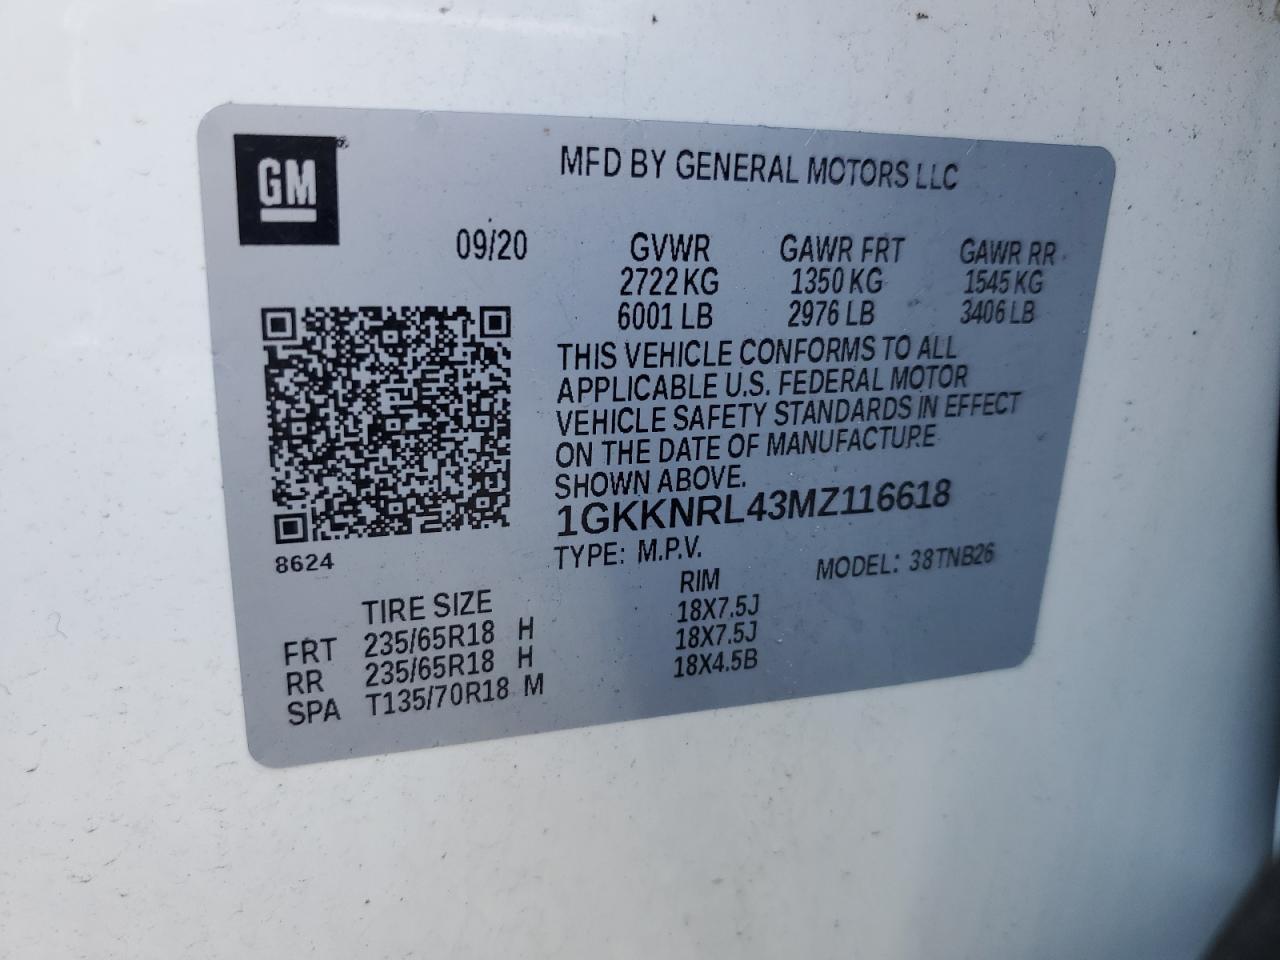 GM
MFD BY GENERAL MOTORS LLC
09/20
GVWR GAWR FRT GAWR RR
2722 KG 1350 KG 1545 KG
6001 LB 2976 LB 3406 LB
THIS VEHICLE CONFORMS TO ALL
APPLICABLE U.S. FEDERAL MOTOR
VEHICLE SAFETY STANDARDS IN EFFECT
ON THE DATE OF MANUFACTURE
SHOWN ABOVE.
1GKKNRL43MZ116618
TYPE: M.P.V. MODEL: 38TNB26
8624
TIRE SIZE RIM
FRT 235/65R18 H 18X7.5J
RR 235/65R18 H 18X7.5J
SPA T135/70R18 M 18X4.5B